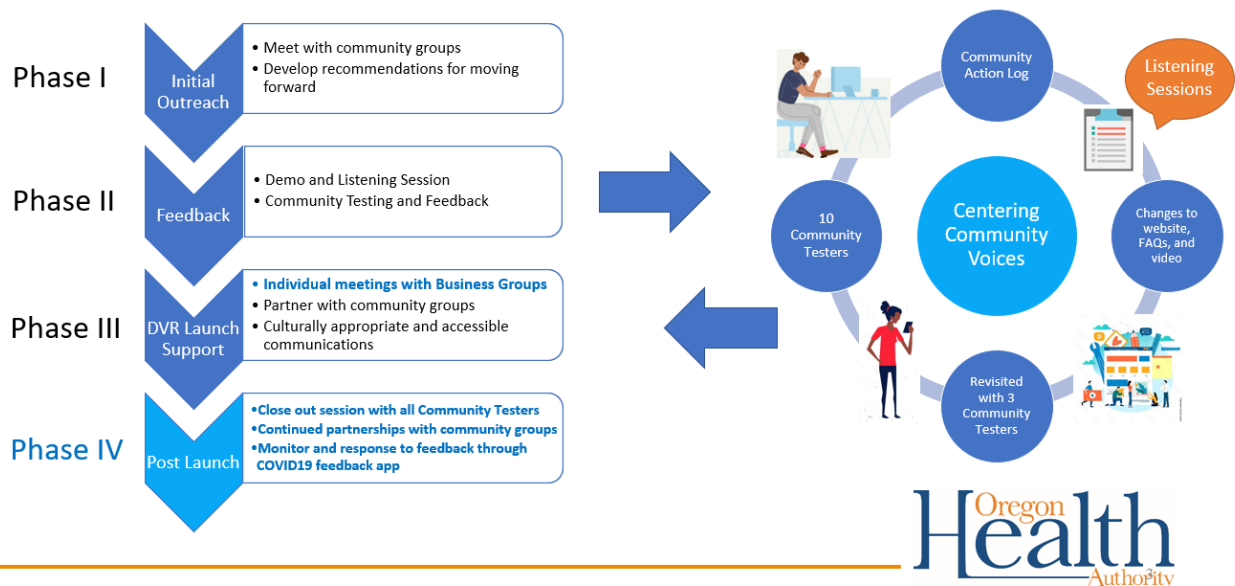 Phase I
Initial
Outreach
• Meet with community groups
• Develop recommendations for moving
forward
Phase II
Feedback
• Demo and Listening Session
• Community Testing and Feedback
Phase III
DVR Launch
Support
• Individual meetings with Business Groups
• Partner with community groups
• Culturally appropriate and accessible
communications
Phase IV
Post Launch
•Close out session with all Community Testers
•Continued partnerships with community groups
•Monitor and response to feedback through
COVID19 feedback app
Community
Action Log
Listening
Sessions
10
Community
Testers
Centering
Community
Voices
Changes to
website,
FAQs, and
video
Revisited
with 3
Community
Testers
Oregon
Health
Authority
3